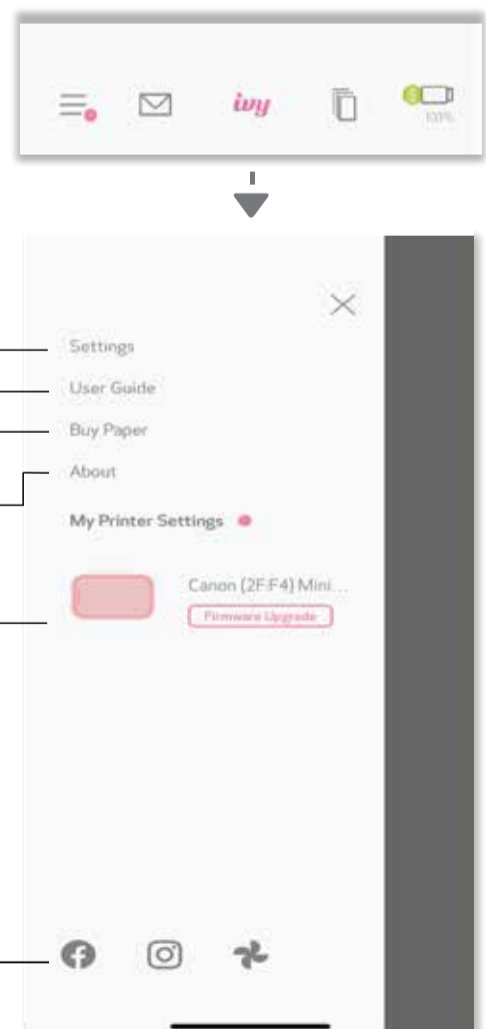 ivy
100%
Settings
User Guide
Buy Paper
About
My Printer Settings
Canon (2F:F4) Mini...
Firmware Upgrade